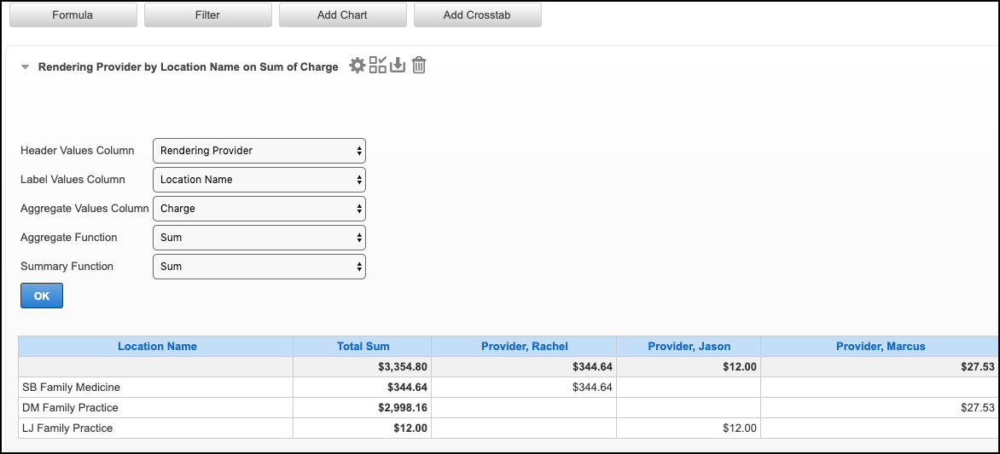 Formula Filter Add Chart Add Crosstab
Rendering Provider by Location Name on Sum of Charge
Header Values Column Rendering Provider
Label Values Column Location Name
Aggregate Values Column Charge
Aggregate Function Sum
Summary Function Sum
OK
Location Name Total Sum Provider, Rachel Provider, Jason Provider, Marcus
$3,354.80 $344.64 $12.00 $27.53
SB Family Medicine $344.64 $344.64
DM Family Practice $2,998.16 $27.53
LJ Family Practice $12.00 $12.00